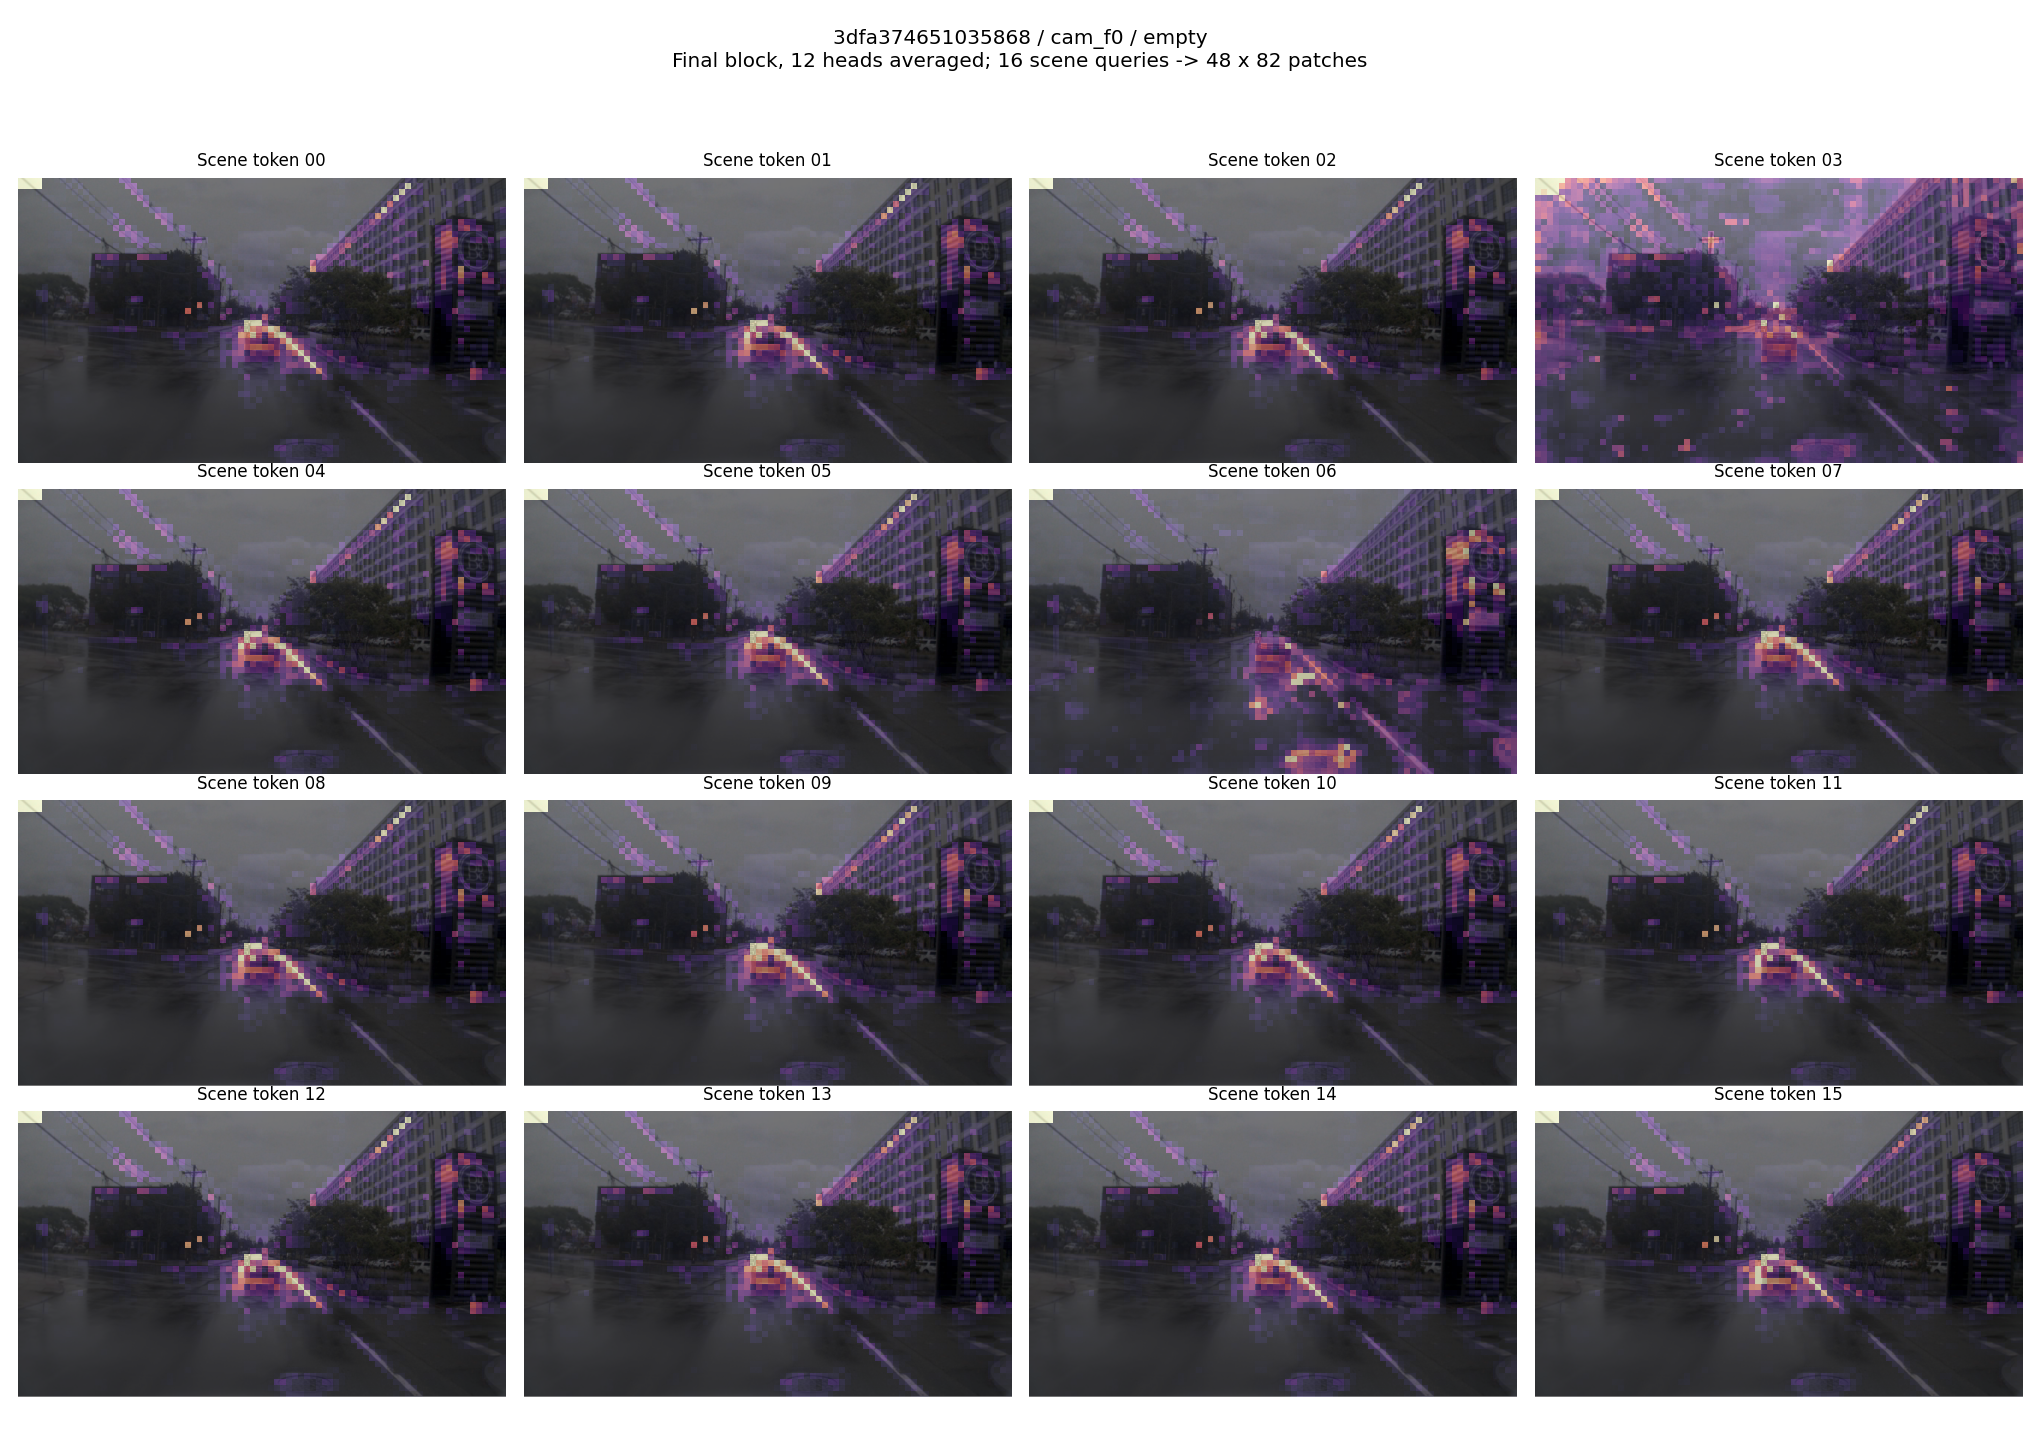 3dfa374651035868 / cam_f0 / empty
Final block, 12 heads averaged; 16 scene queries -> 48 x 82 patches
Scene token 00
Scene token 01
Scene token 02
Scene token 03
Scene token 04
Scene token 05
Scene token 06
Scene token 07
Scene token 08
Scene token 09
Scene token 10
Scene token 11
Scene token 12
Scene token 13
Scene token 14
Scene token 15